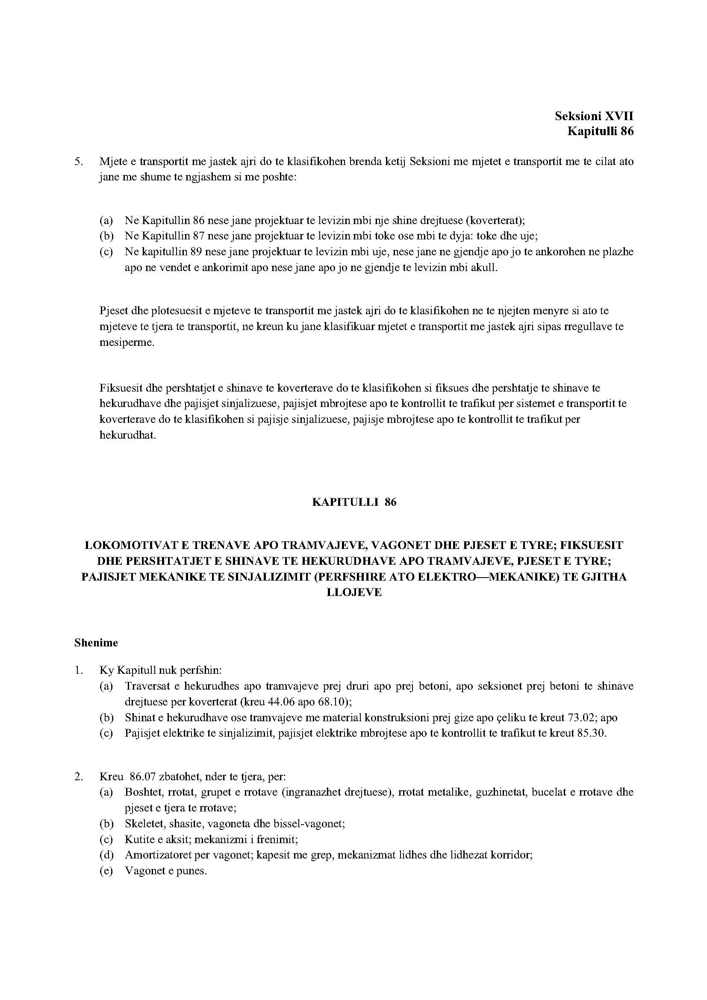 Seksioni XVII
Kapitulli 86
5. Mjete e transportit me jastek ajri do te klasifikohen brenda ketij Seksioni me mjetet e transportit me te cilat ato
jane me shume te ngjashem si me poshte:
(a) Ne Kapitullin 86 nese jane projektuar te levizin mbi nje shine drejtuese (koverterat);
(b) Ne Kapitullin 87 nese jane projektuar te levizin mbi toke ose mbi te dyja: toke dhe uje;
(c) Ne kapitullin 89 nese jane projektuar te levizin mbi uje, nese jane ne gjendje apo jo te ankorohen ne plazhe
apo ne vendet e ankorimit apo nese jane apo jo ne gjendje te levizin mbi akull.
Pjeset dhe plotesuesit e mjeteve te transportit me jastek ajri do te klasifikohen ne te njejten menyre si ato te
mjeteve te tjera te transportit, ne kreun ku jane klasifikuar mjetet e transportit me jastek ajri sipas rregullave te
mesiperme.
Fiksuesit dhe pershtatjet e shinave te koverterave do te klasifikohen si fiksues dhe pershtatje te shinave te
hekurudhave dhe pajisjet sinjalizuese, pajisjet mbrojtese apo te kontrollit te trafikut per sistemet e transportit te
koverterave do te klasifikohen si pajisje sinjalizuese, pajisje mbrojtese apo te kontrollit te trafikut per
hekurudhat.
KAPITULLI 86
LOKOMOTIVAT E TRENAVE APO TRAMVAJEVE, VAGONET DHE PJESET E TYRE; FIKSUESIT
DHE PERSHTATJET E SHINAVE TE HEKURUDHAVE APO TRAMVAJEVE, PJESET E TYRE;
PAJISJET MEKANIKE TE SINJALIZIMIT (PERFSHIRE ATO ELEKTRO—MEKANIKE) TE GJITHA
LLOJEVE
Shenime
1. Ky Kapitull nuk perfshin:
(a) Traversat e hekurudhes apo tramvajeve prej druri apo prej betoni, apo seksionet prej betoni te shinave
drejtuese per koverterat (kreu 44.06 apo 68.10);
(b) Shinat e hekurudhave ose tramvajeve me material konstruksioni prej gize apo çeliku te kreut 73.02; apo
(c) Pajisjet elektrike te sinjalizimit, pajisjet elektrike mbrojtese apo te kontrollit te trafikut te kreut 85.30.
2. Kreu 86.07 zbatohet, nder te tjera, per:
(a) Boshtet, rrotat, grupet e rrotave (ingranazhet drejtuese), rrotat metalike, guzhinetat, bucelat e rrotave dhe
pjeset e tjera te rrotave;
(b) Skeletet, shasite, vagoneta dhe bissel-vagonet;
(c) Kutite e aksit; mekanizmi i frenimit;
(d) Amortizatoret per vagonet; kapesit me grep, mekanizmat lidhes dhe lidhezat korridor;
(e) Vagonet e punes.